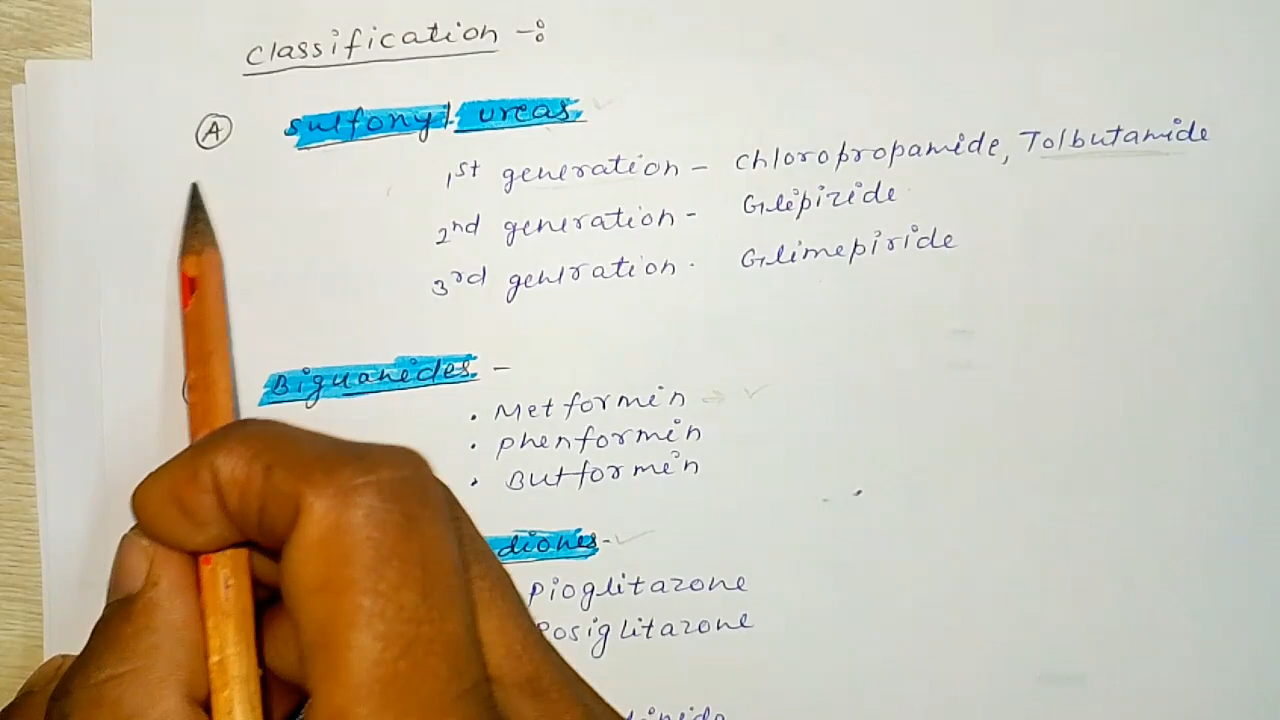 Classification -:
A sulfonyl ureas
1st generation - chloropropamide, Tolbutamide
2nd generation - Glipizide
3rd generation - Glimepiride
Biguanides -
. Metformin
. phenformin
. Butformin
diones -
pioglitazone
Rosiglitazone